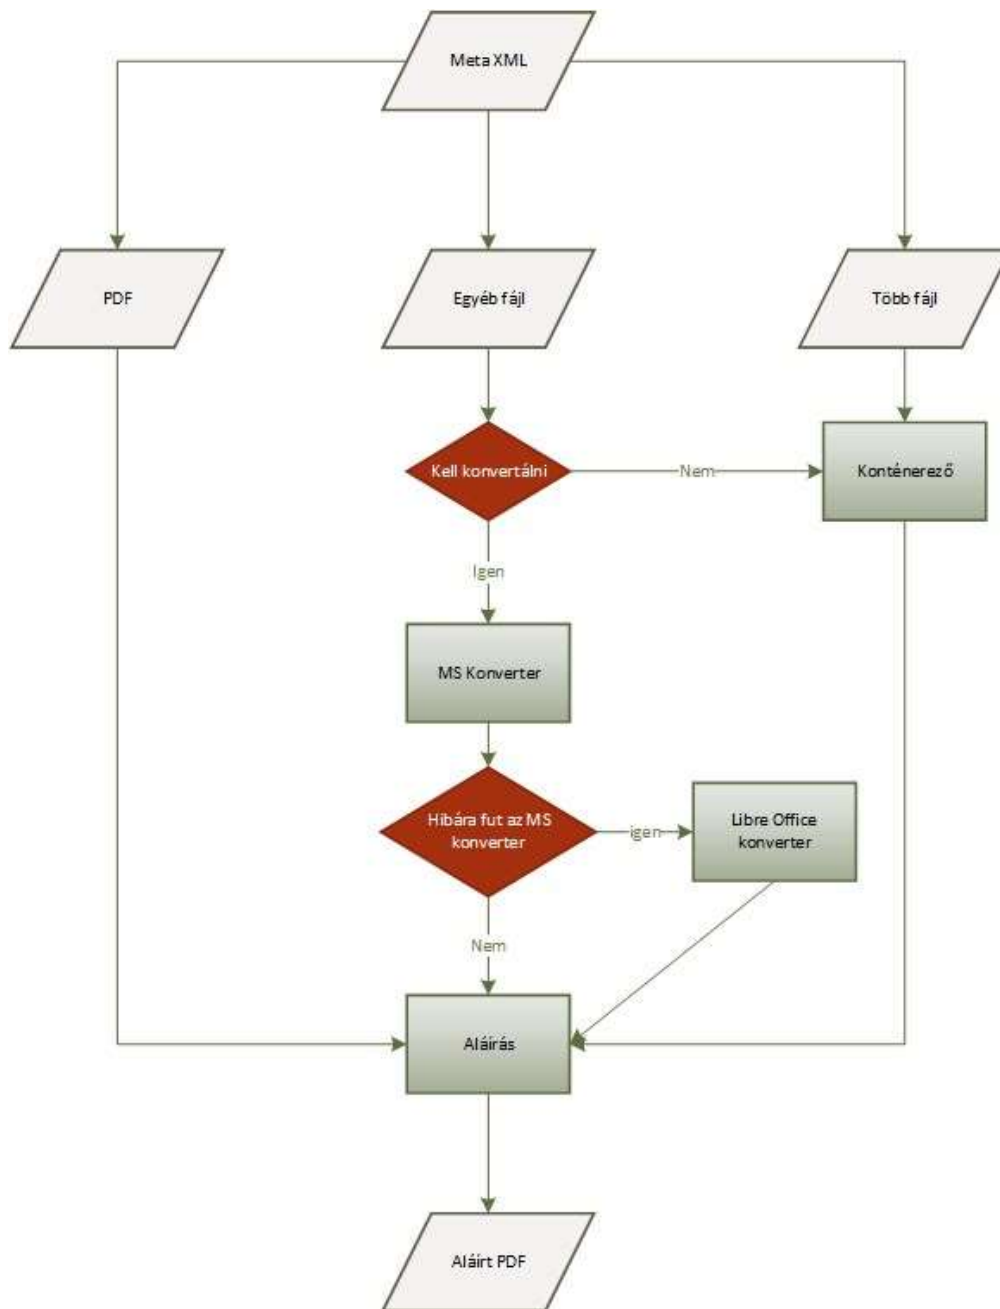 Meta XML
PDF
Egyéb fájl
Több fájl
Kell konvertálni
Nem
Konténerező
Igen
MS Konverter
Hibára fut az MS
konverter
igen
Libre Office
konverter
Nem
Aláírás
Aláírt PDF